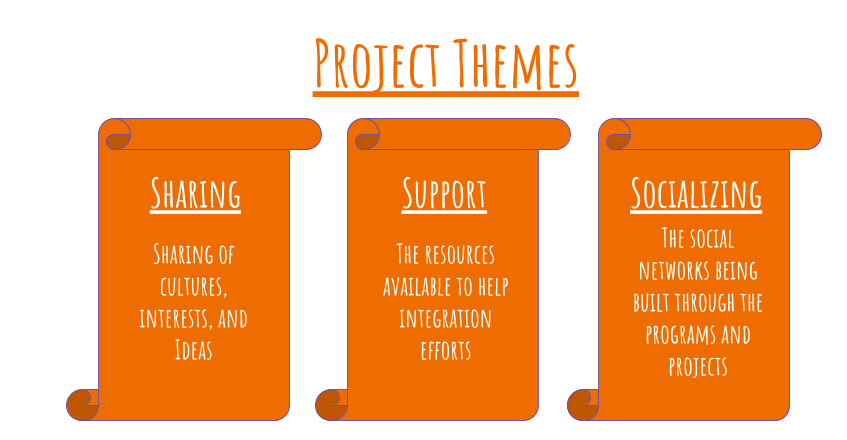 Project Themes
Sharing
Sharing of
cultures,
interests, and
Ideas
Support
The resources
available to help
integration
efforts
Socializing
The social
networks being
built through the
programs and
projects